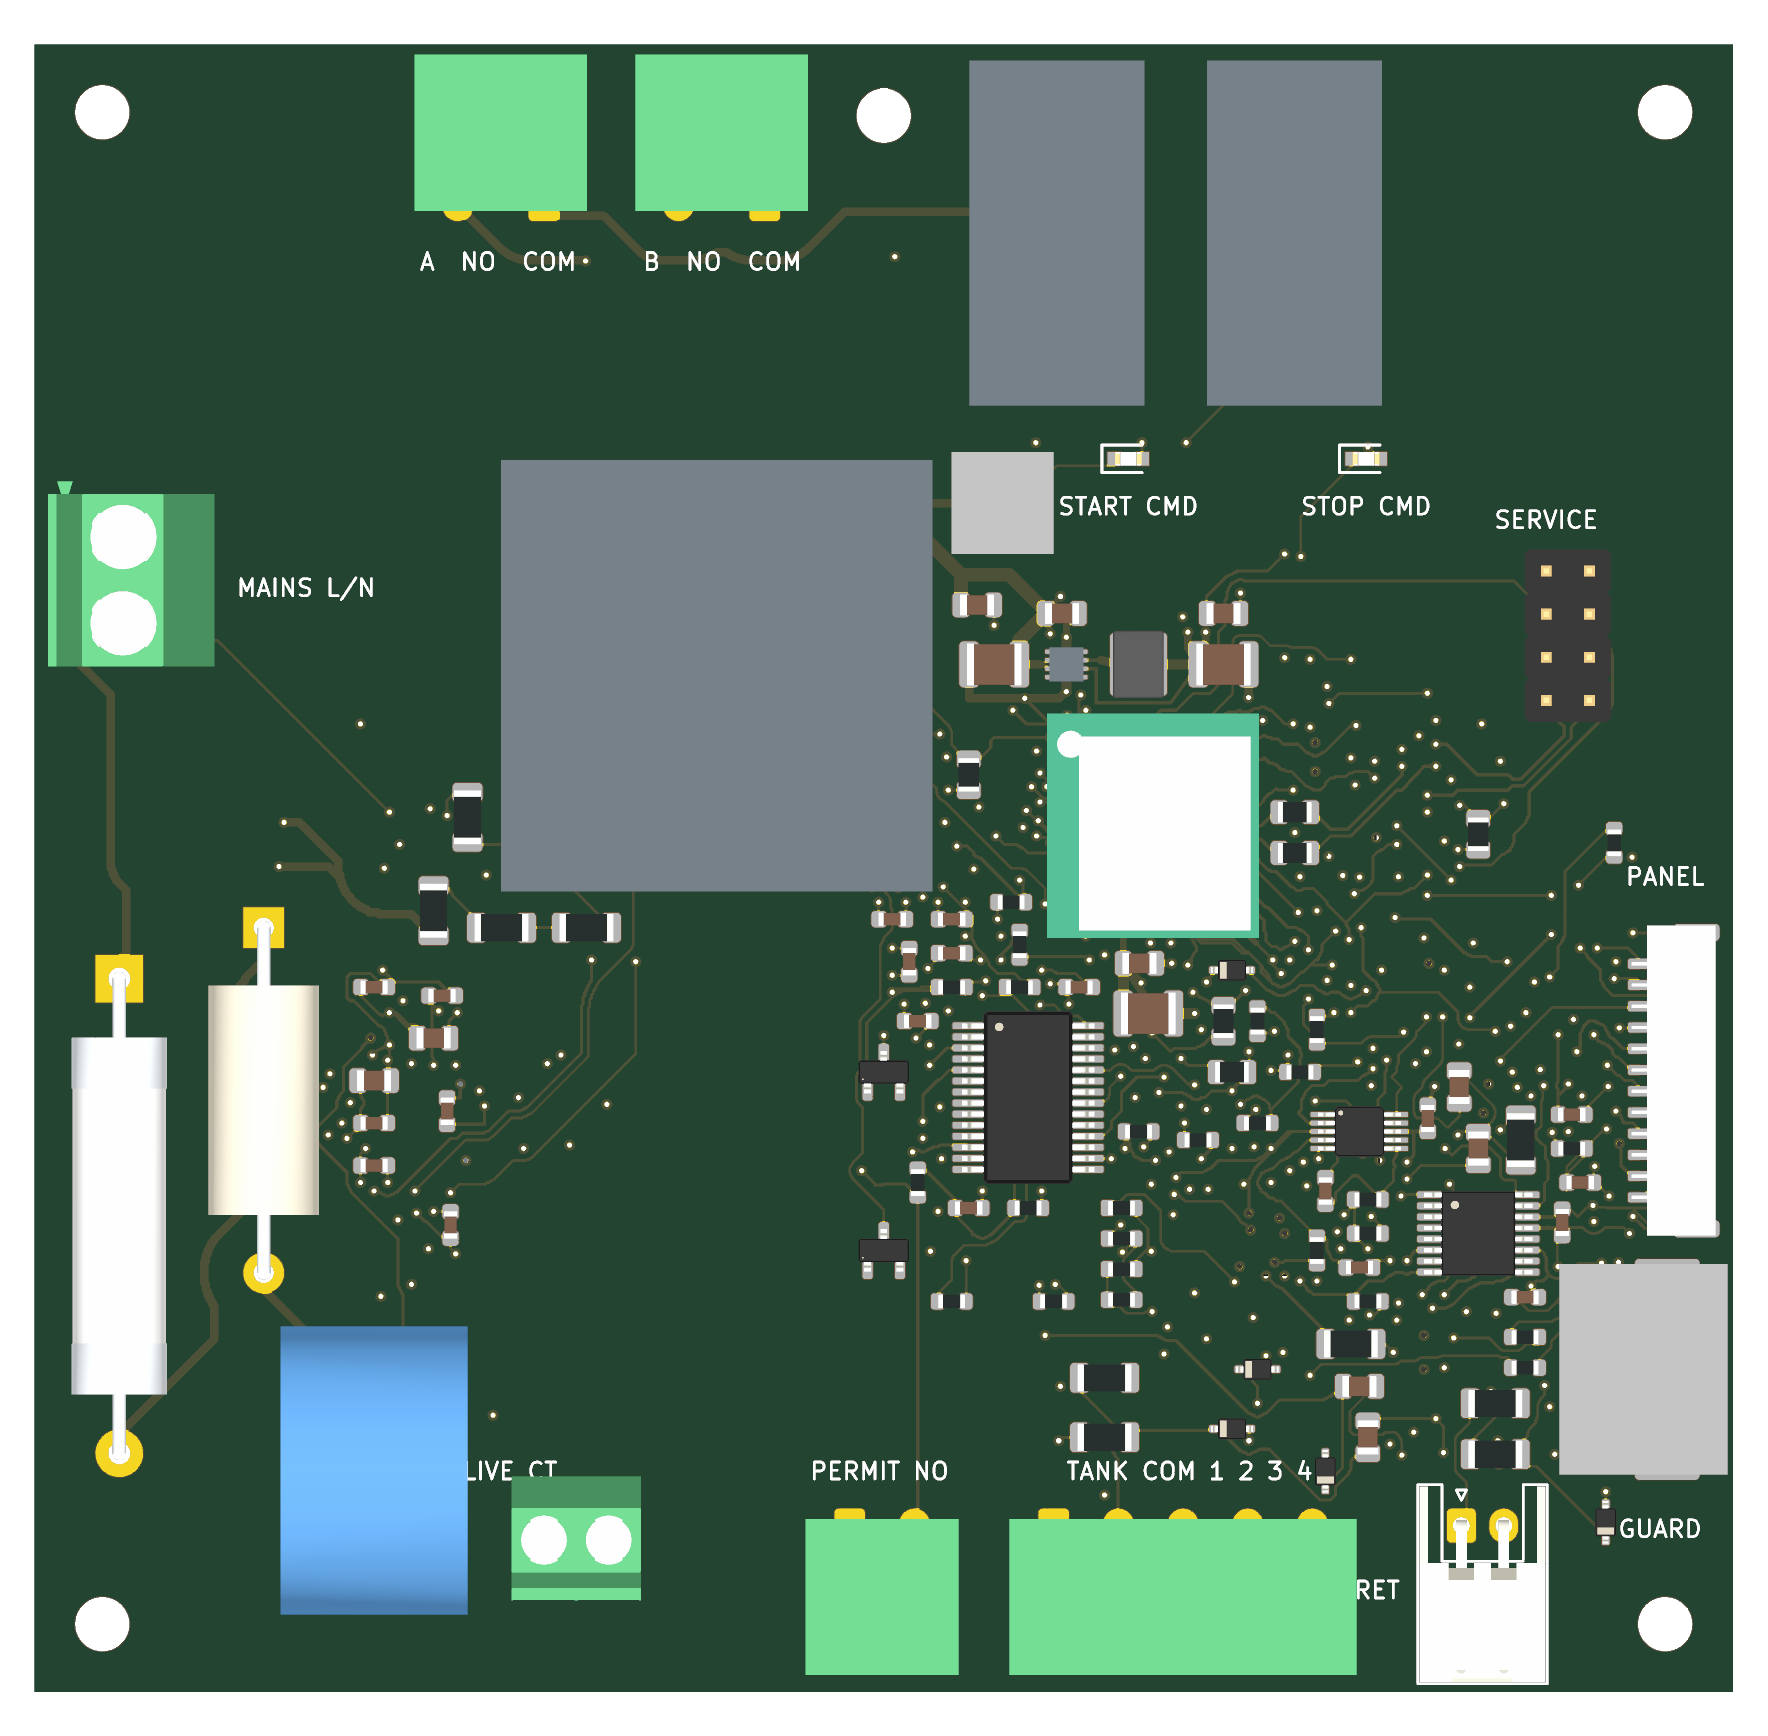 A NO COM B NO COM
START CMD STOP CMD
SERVICE
MAINS L/N
PANEL
LIVE CT PERMIT NO TANK COM 1 2 3 4
GUARD
RET